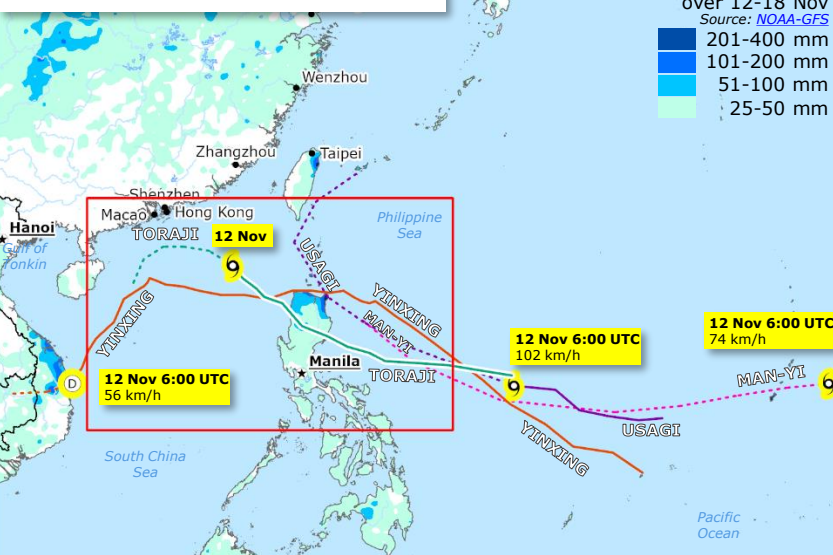 over 12-18 Nov
Source: NOAA-GFS
201-400 mm
101-200 mm
51-100 mm
25-50 mm
Wenzhou
Zhangzhou
Taipei
Shenzhen
Macao
Hong Kong
Hanoi
Gulf of
Tonkin
TORAJI
12 Nov
Philippine
Sea
USAGI
YINXING
MAN-YI
YINXING
Manila
TORAJI
12 Nov 6:00 UTC
102 km/h
12 Nov 6:00 UTC
74 km/h
D
12 Nov 6:00 UTC
56 km/h
MAN-YI
USAGI
YINXING
South China
Sea
Pacific
Ocean